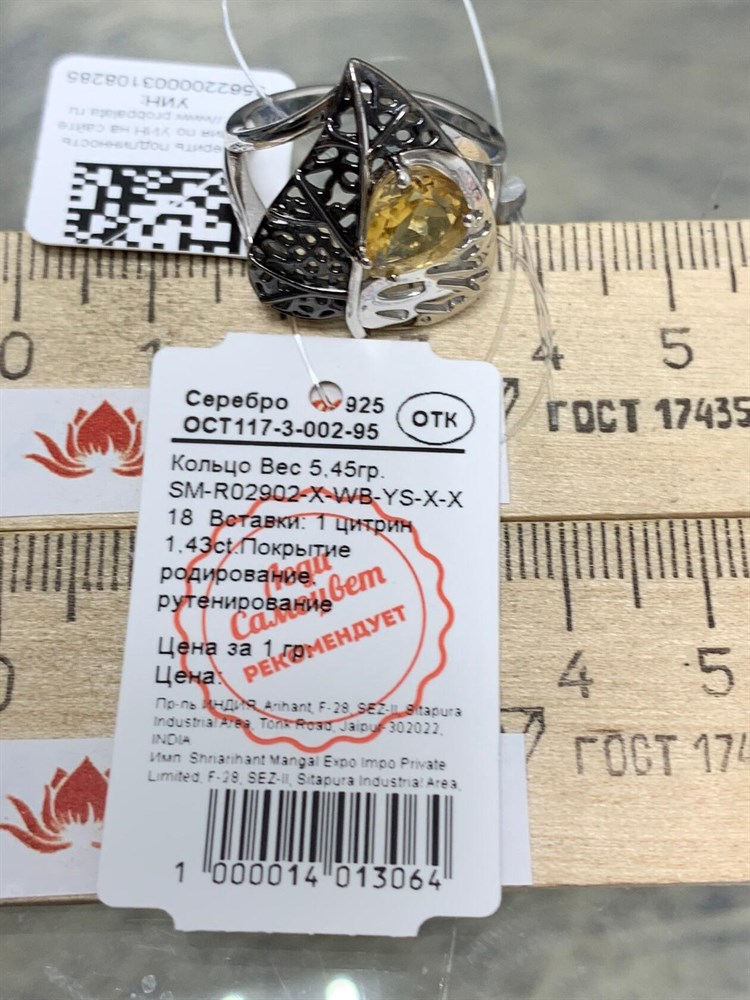 5622000003108285
УИН:
//www.probpalata.ru
ия по УИН на сайте
ерить подлинность
0 1 4 5
ГОСТ 17435
Серебро 925
ОСТ117-3-002-95
ОТК
Кольцо Вес 5,45гр.
SM-R02902-X-WB-YS-X-X
18 Вставки: 1 цитрин
1.43ct.Покрытие
родирование,
рутенирование
Люди
Самоцвет
РЕКОМЕНДУЕТ
Цена за 1 гр.
Цена:
Пр-ль ИНДИЯ, Arihant, F-28, SEZ-II, Sitapura
Industrial Area, Tonk Road, Jaipur-302022,
INDIA
Имп. Shriarihant Mangal Expo Impo Private
Limited, F-28, SEZ-II, Sitapura Industrial Area,
1 000014 013064
0 4 5
ГОСТ 174